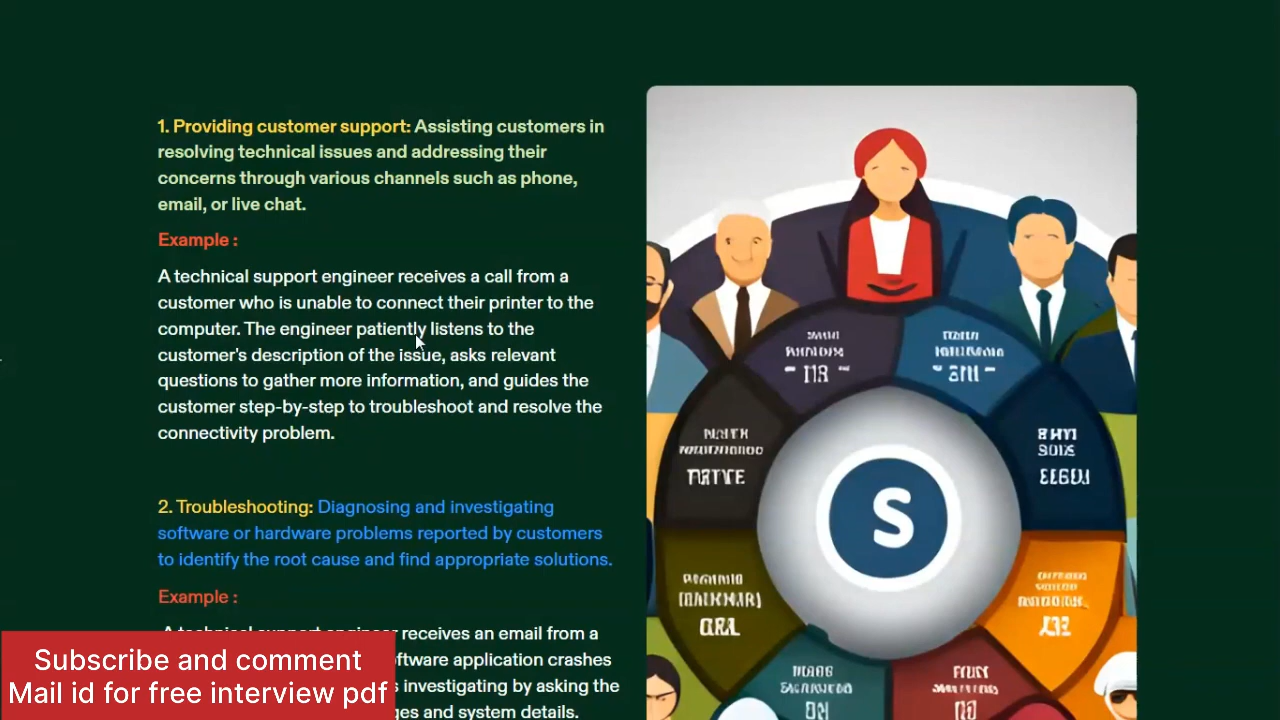 1. Providing customer support: Assisting customers in
resolving technical issues and addressing their
concerns through various channels such as phone,
email, or live chat.
Example :
A technical support engineer receives a call from a
customer who is unable to connect their printer to the
computer. The engineer patiently listens to the
customer's description of the issue, asks relevant
questions to gather more information, and guides the
customer step-by-step to troubleshoot and resolve the
connectivity problem.
2. Troubleshooting: Diagnosing and investigating
software or hardware problems reported by customers
to identify the root cause and find appropriate solutions.
Example :
A technical support engineer receives an email from a
software application crashes
investigating by asking the
and system details.
Subscribe and comment
Mail id for free interview pdf
S